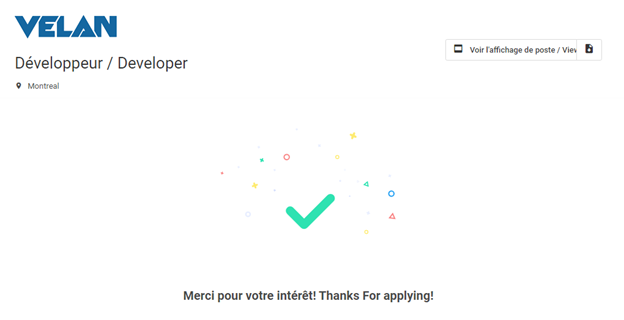 VELAN
Voir l'affichage de poste / View
Développeur / Developer
Montreal
Merci pour votre intérêt! Thanks For applying!